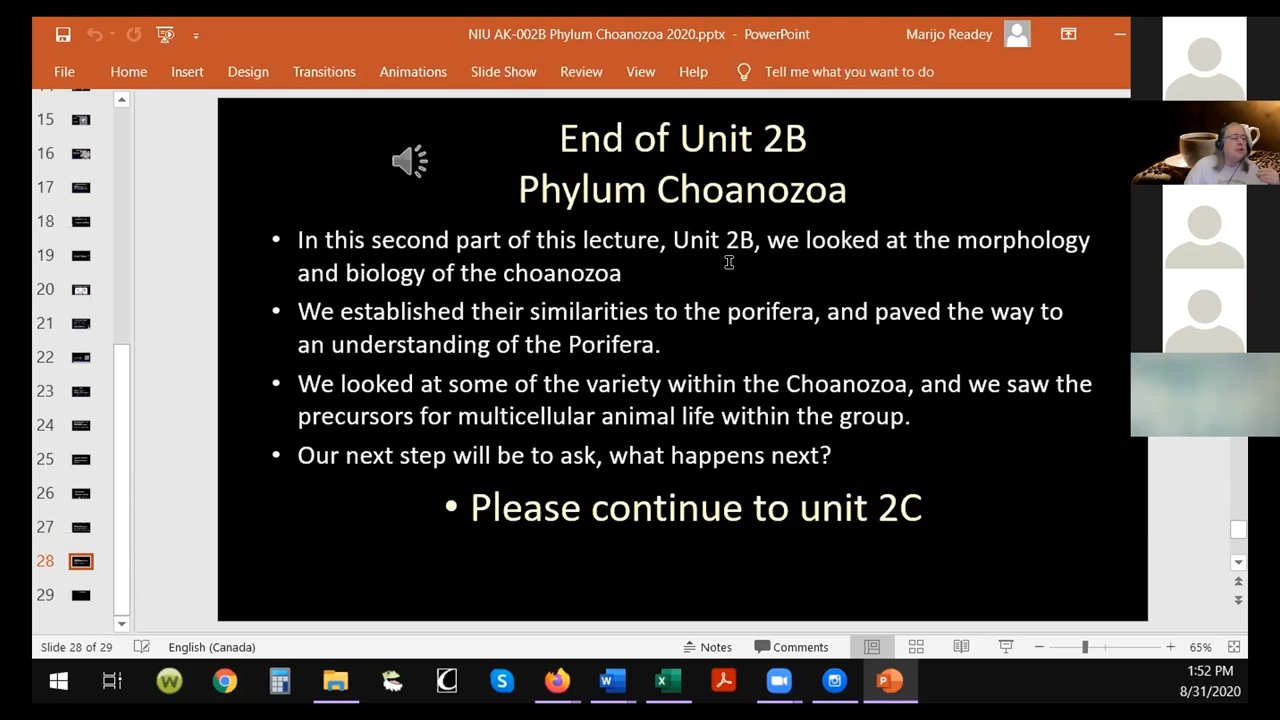 NIU AK-002B Phylum Choanozoa 2020.pptx - PowerPoint
Marijo Readey
File Home Insert Design Transitions Animations Slide Show Review View Help Tell me what you want to do
15
16
17
18
19
20
21
22
23
24
25
26
27
28
29
End of Unit 2B
Phylum Choanozoa
• In this second part of this lecture, Unit 2B, we looked at the morphology
and biology of the choanozoa
• We established their similarities to the porifera, and paved the way to
an understanding of the Porifera.
• We looked at some of the variety within the Choanozoa, and we saw the
precursors for multicellular animal life within the group.
• Our next step will be to ask, what happens next?
• Please continue to unit 2C
Slide 28 of 29 English (Canada) Notes Comments 65%
1:52 PM
8/31/2020